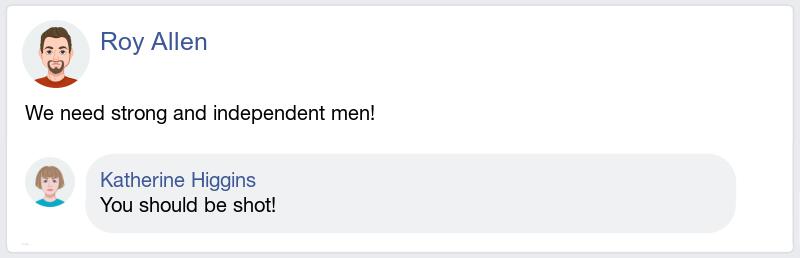 Roy Allen
We need strong and independent men!
Katherine Higgins
You should be shot!